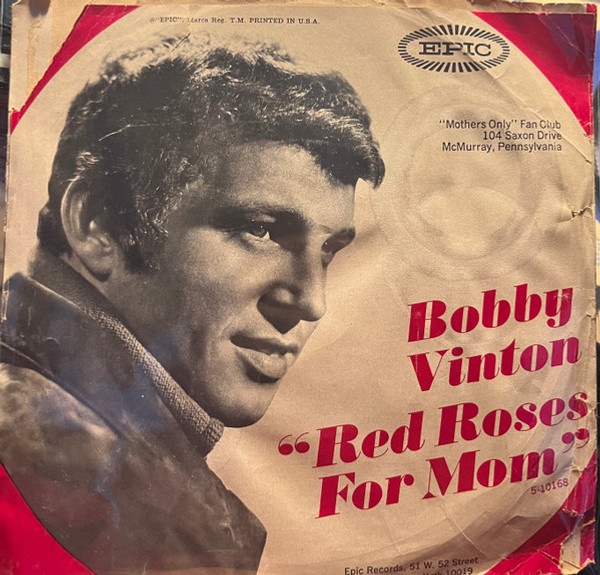 "EPIC", Marca Reg. T.M. PRINTED IN U.S.A.
EPIC
"Mothers Only" Fan Club
104 Saxon Drive
McMurray, Pennsylvania
Bobby
Vinton
"Red Roses
For Mom"
5-10168
Epic Records, 51 W. 52 Street
10019